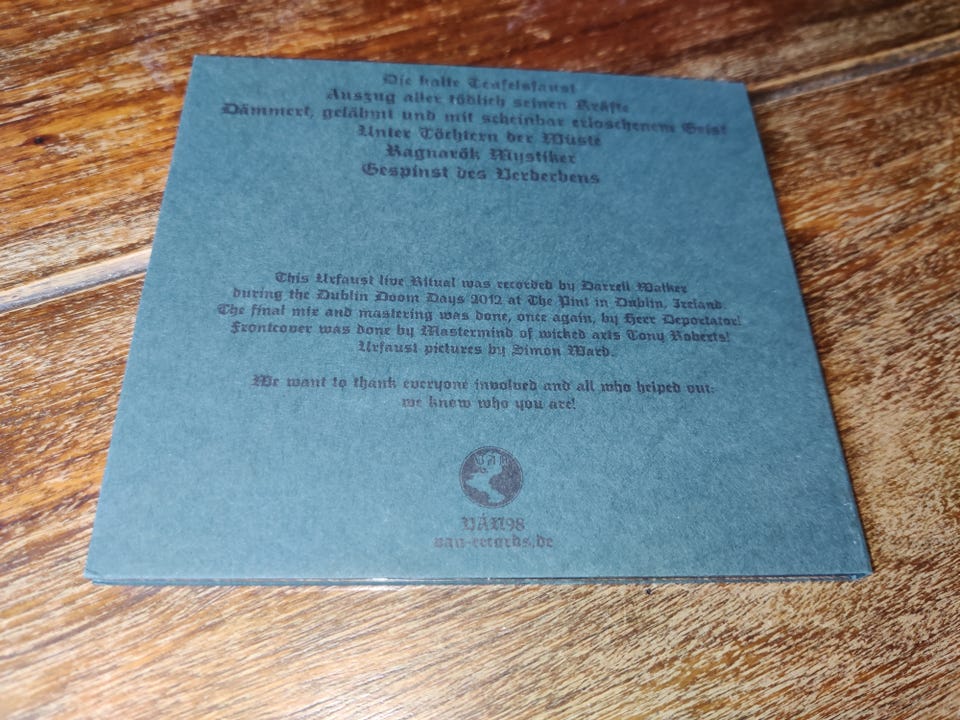 Die kalte Teufelsfaust
Auszug aller tödlich seinen Kräfte
Dämmert, gelähmt und mit scheinbar erloschenem Geist
Unter Töchtern der Wüste
Ragnarök Mystiker
Gespinst des Verberbens
This Urfaust live Ritual was recorded by Darrell Walker
during the Dublin Doom Days 2012 at The Pint in Dublin, Ireland.
The final mix and mastering was done, once again, by Herr Deportator!
Frontcover was done by Mastermind of wicked arts Tony Roberts!
Urfaust pictures by Simon Ward.
We want to thank everyone involved and all who helped out:
we know who you are!
VAN
VÁN98
van-records.de